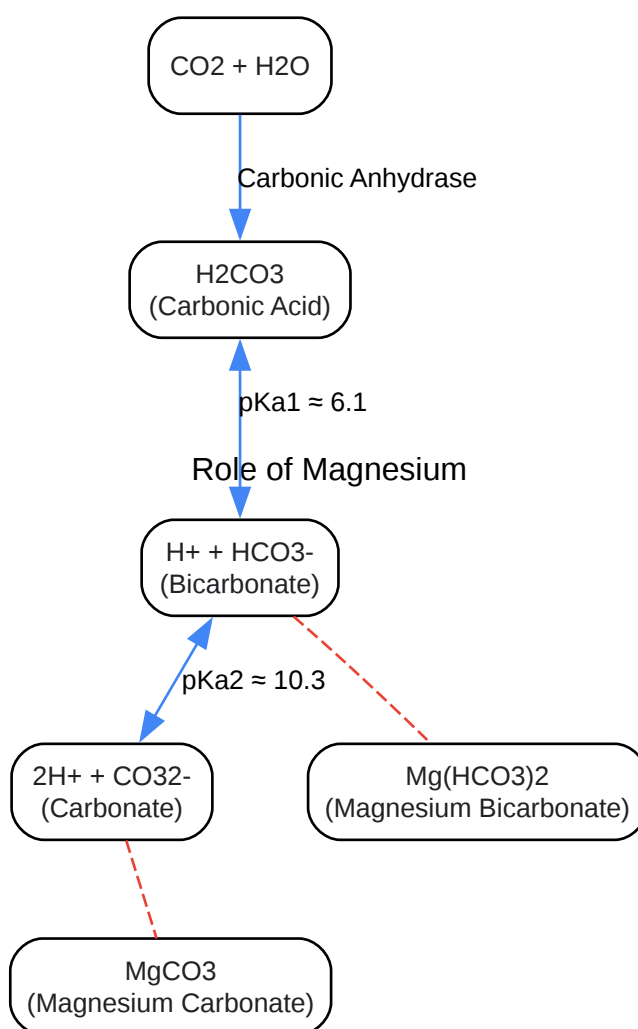 CO2 + H2O
Carbonic Anhydrase
H2CO3
(Carbonic Acid)
pKa1 ≈ 6.1
Role of Magnesium
H+ + HCO3-
(Bicarbonate)
pKa2 ≈ 10.3
2H+ + CO32-
(Carbonate)
Mg(HCO3)2
(Magnesium Bicarbonate)
MgCO3
(Magnesium Carbonate)